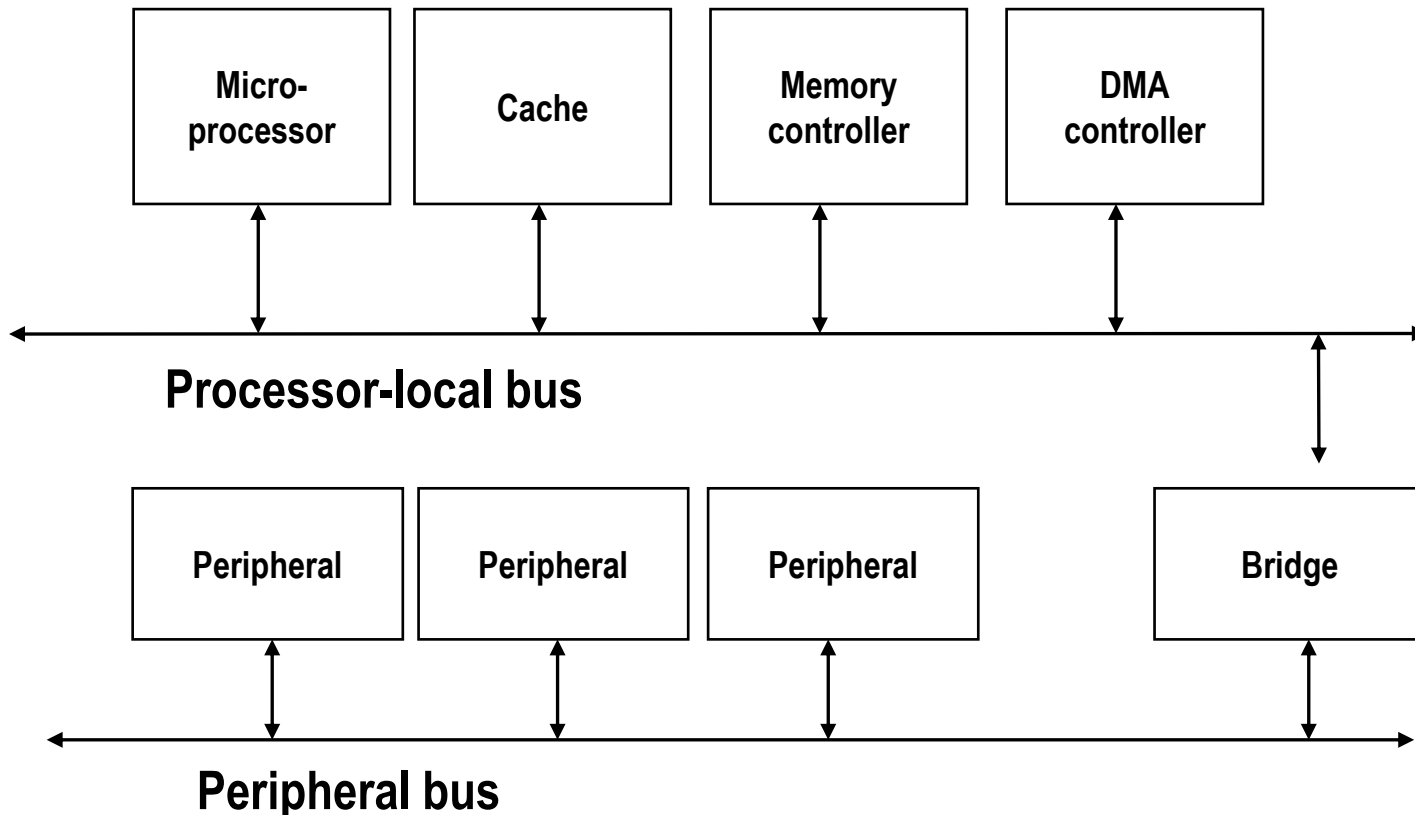 Micro-
processor
Cache
Memory
controller
DMA
controller
Processor-local bus
Peripheral
Peripheral
Peripheral
Bridge
Peripheral bus